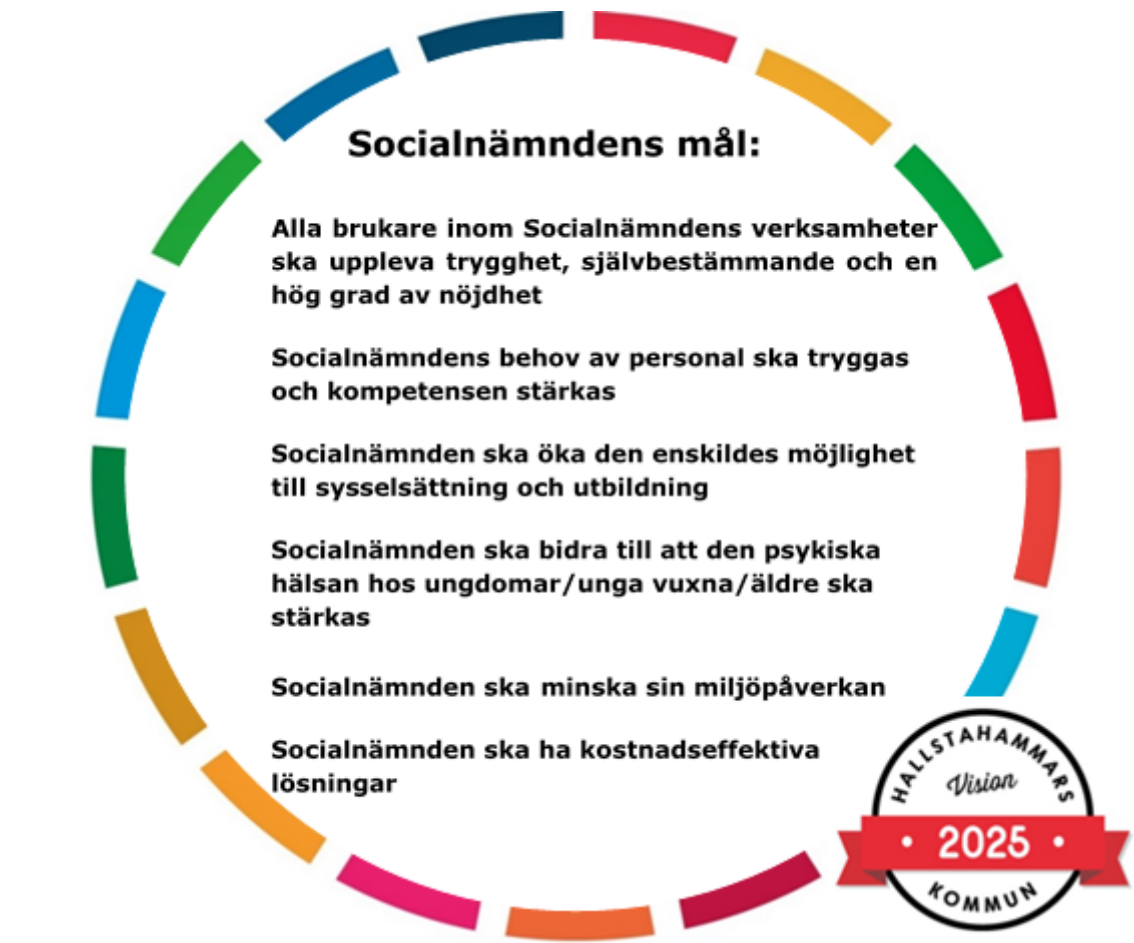 Socialnämndens mål:
Alla brukare inom Socialnämndens verksamheter
ska uppleva trygghet, självbestämmande och en
hög grad av nöjdhet
Socialnämndens behov av personal ska tryggas
och kompetensen stärkas
Socialnämnden ska öka den enskildes möjlighet
till sysselsättning och utbildning
Socialnämnden ska bidra till att den psykiska
hälsan hos ungdomar/unga vuxna/äldre ska
stärkas
Socialnämnden ska minska sin miljöpåverkan
Socialnämnden ska ha kostnadseffektiva
lösningar
HALLSTAHAMMARS
Vision
• 2025 •
KOMMUN